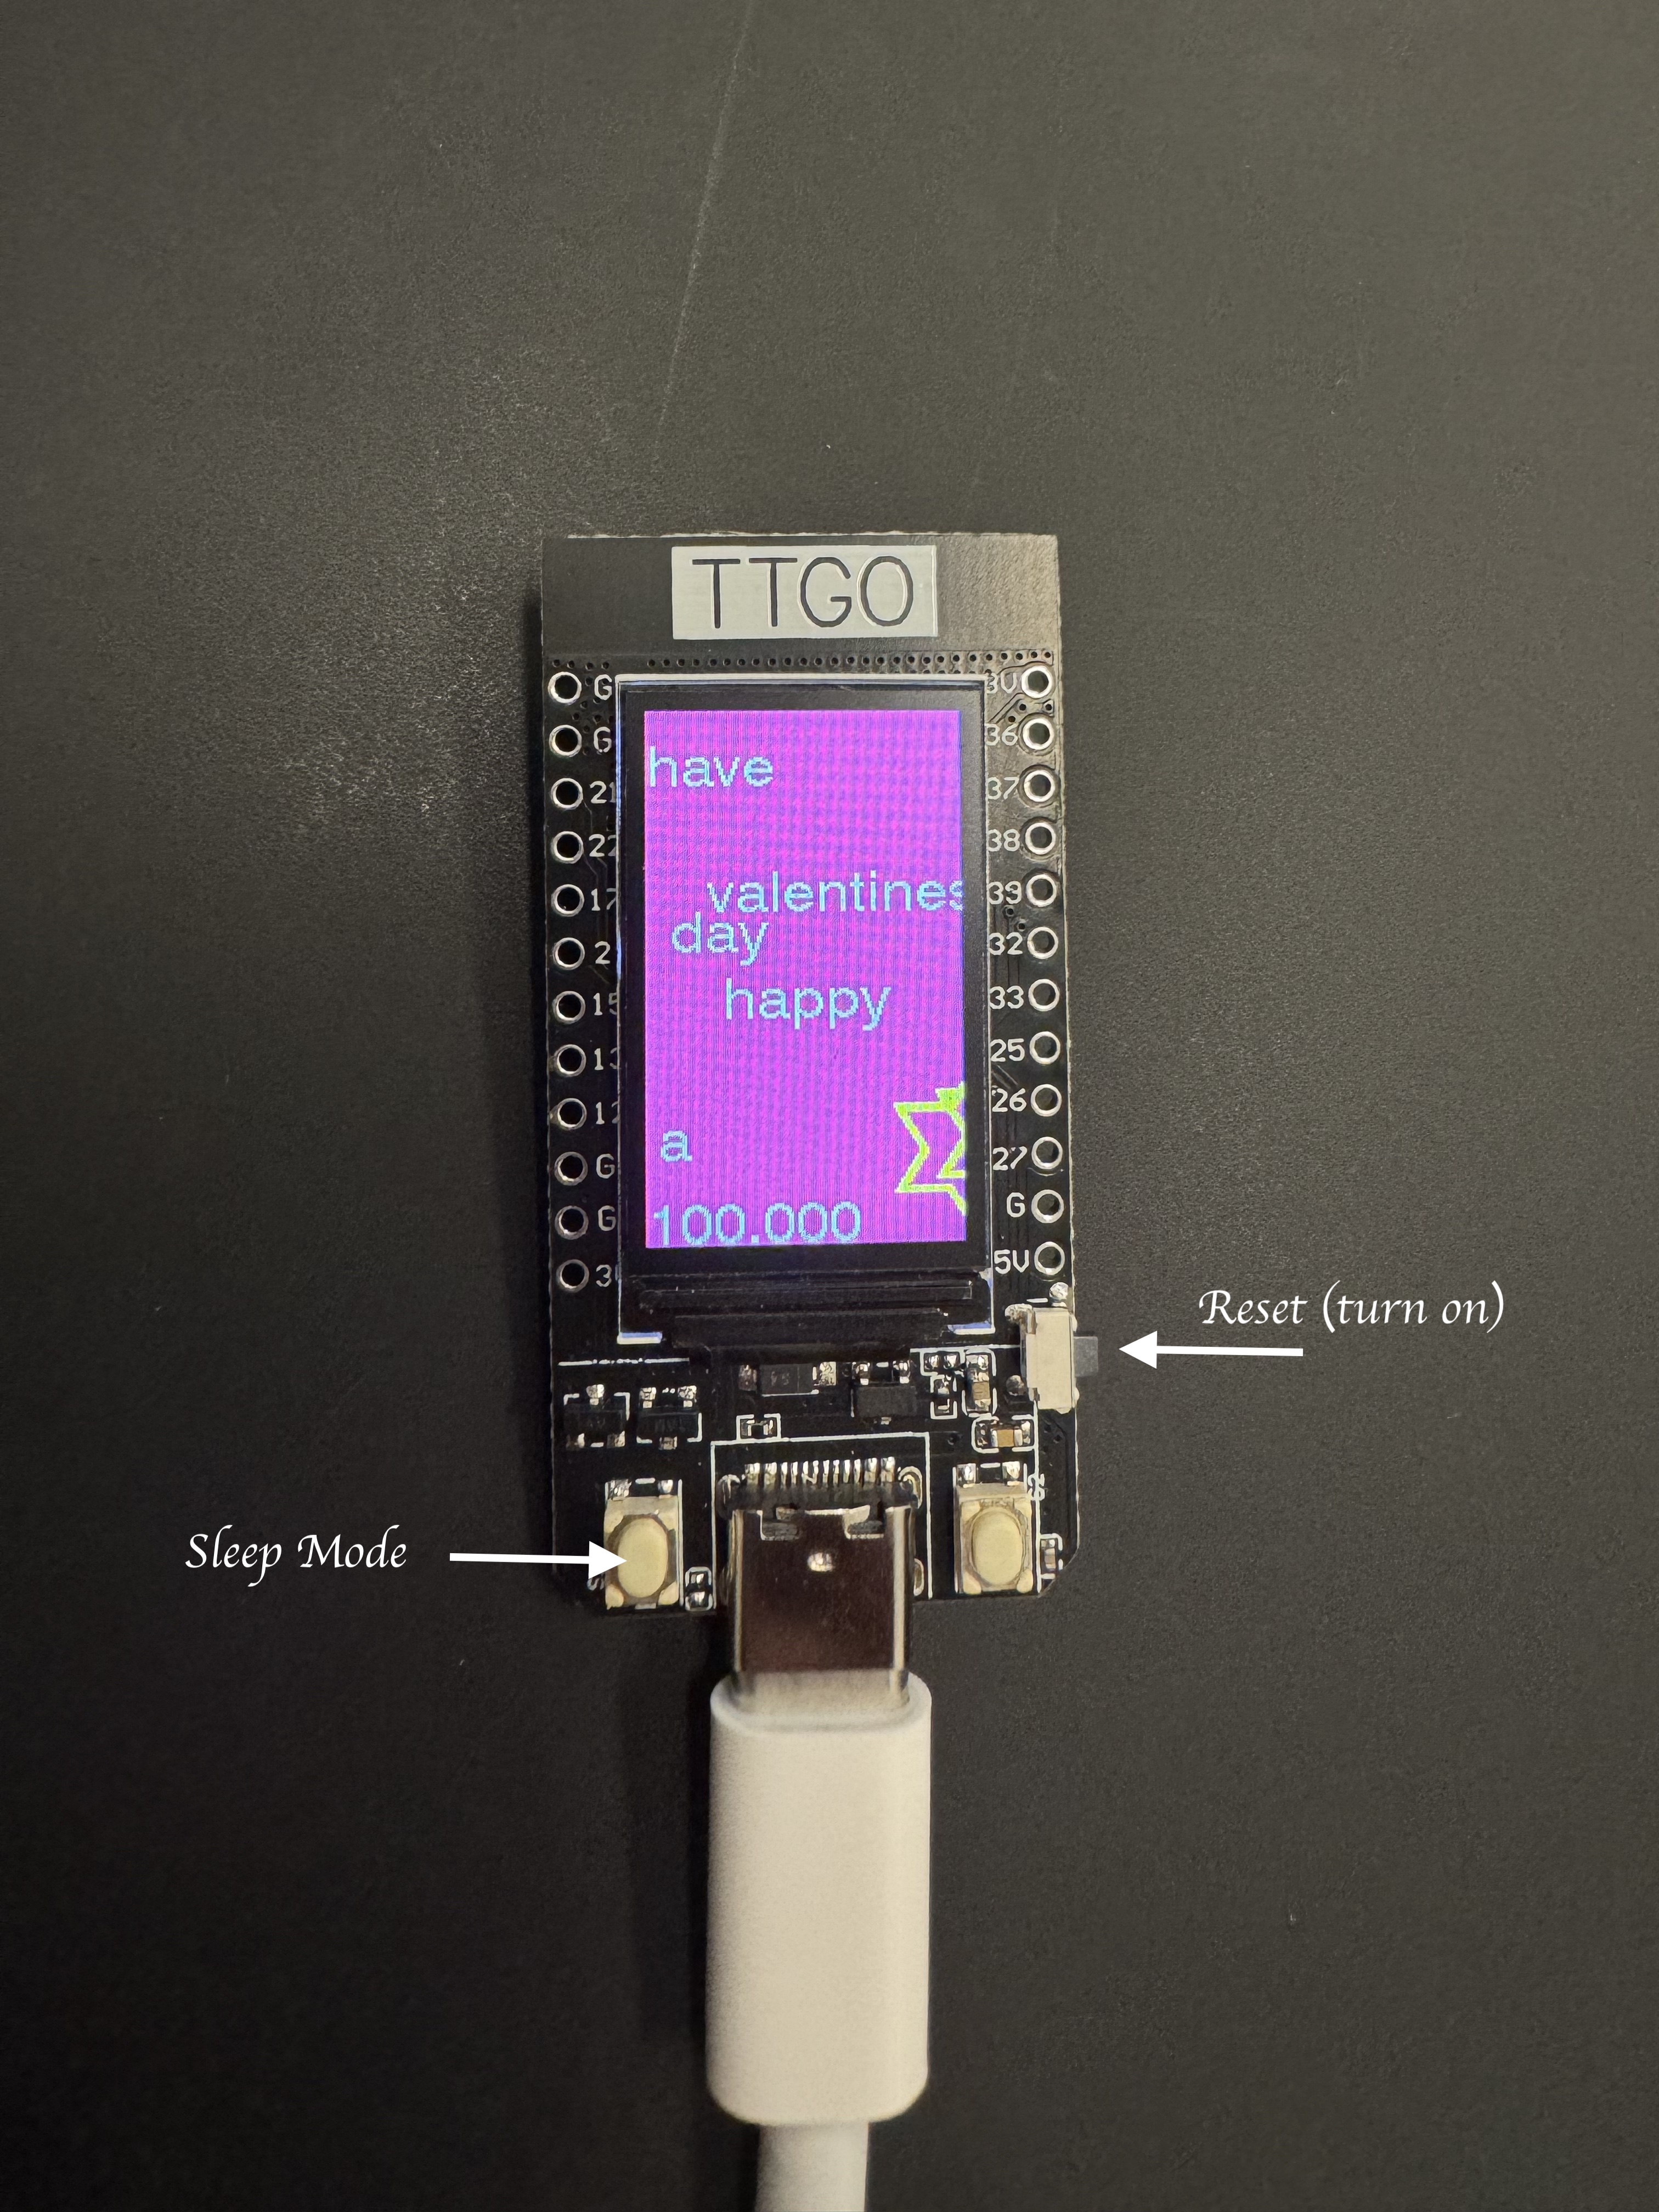 TTGO
G 3V
G 36
21 37
22 38
17 39
2 32
15 33
13 25
12 26
G 27
G G
3 5V
have
valentines
day
happy
a
100.000
Reset (turn on)
Sleep Mode